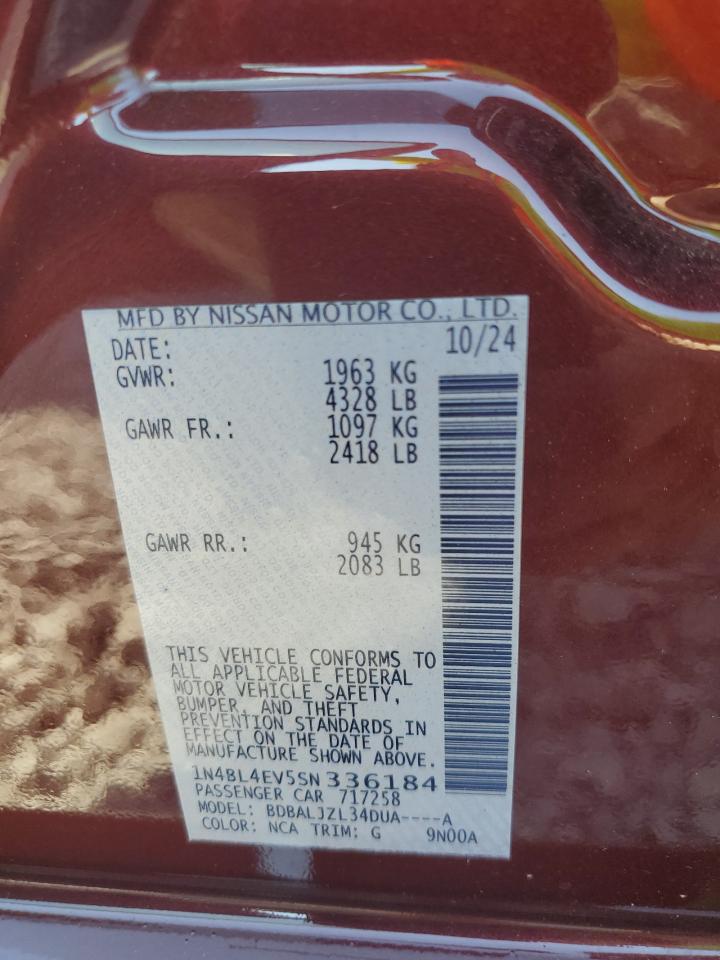 MFD BY NISSAN MOTOR CO., LTD.
DATE: 10/24
GVWR: 1963 KG
4328 LB
GAWR FR.: 1097 KG
2418 LB
GAWR RR.: 945 KG
2083 LB
THIS VEHICLE CONFORMS TO
ALL APPLICABLE FEDERAL
MOTOR VEHICLE SAFETY,
BUMPER, AND THEFT
PREVENTION STANDARDS IN
EFFECT ON THE DATE OF
MANUFACTURE SHOWN ABOVE.
1N4BL4EV5SN336184
PASSENGER CAR 717258
MODEL: BDBALJZL34DUA----A
COLOR: NCA TRIM: G 9N00A